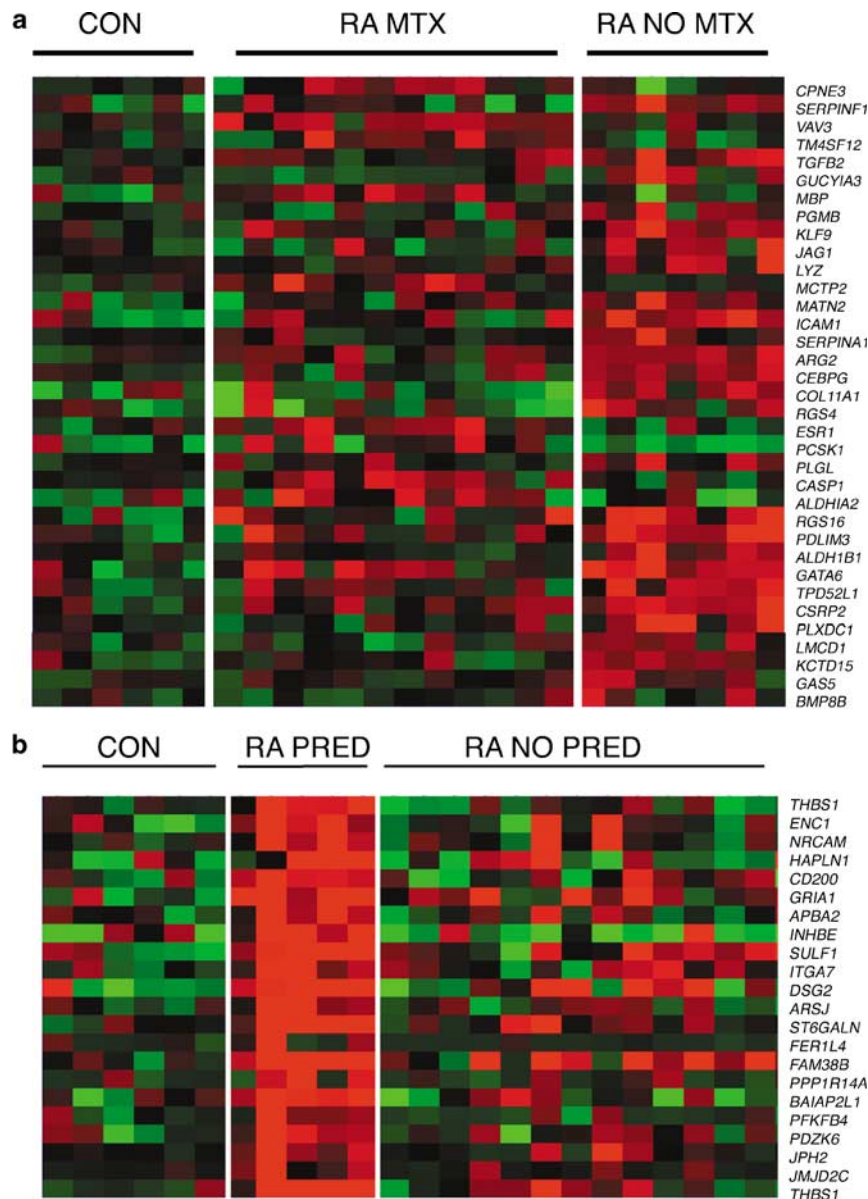 a
CON RA MTX RA NO MTX
CPNE3
SERPINF1
VAV3
TM4SF12
TGFB2
GUCYIA3
MBP
PGMB
KLF9
JAG1
LYZ
MCTP2
MATN2
ICAM1
SERPINA1
ARG2
CEBPG
COL11A1
RGS4
ESR1
PCSK1
PLGL
CASP1
ALDHIA2
RGS16
PDLIM3
ALDH1B1
GATA6
TPD52L1
CSRP2
PLXDC1
LMCD1
KCTD15
GAS5
BMP8B
b
CON RA PRED RA NO PRED
THBS1
ENC1
NRCAM
HAPLN1
CD200
GRIA1
APBA2
INHBE
SULF1
ITGA7
DSG2
ARSJ
ST6GALN
FER1L4
FAM38B
PPP1R14A
BAIAP2L1
PFKFB4
PDZK6
JPH2
JMJD2C
THBS1